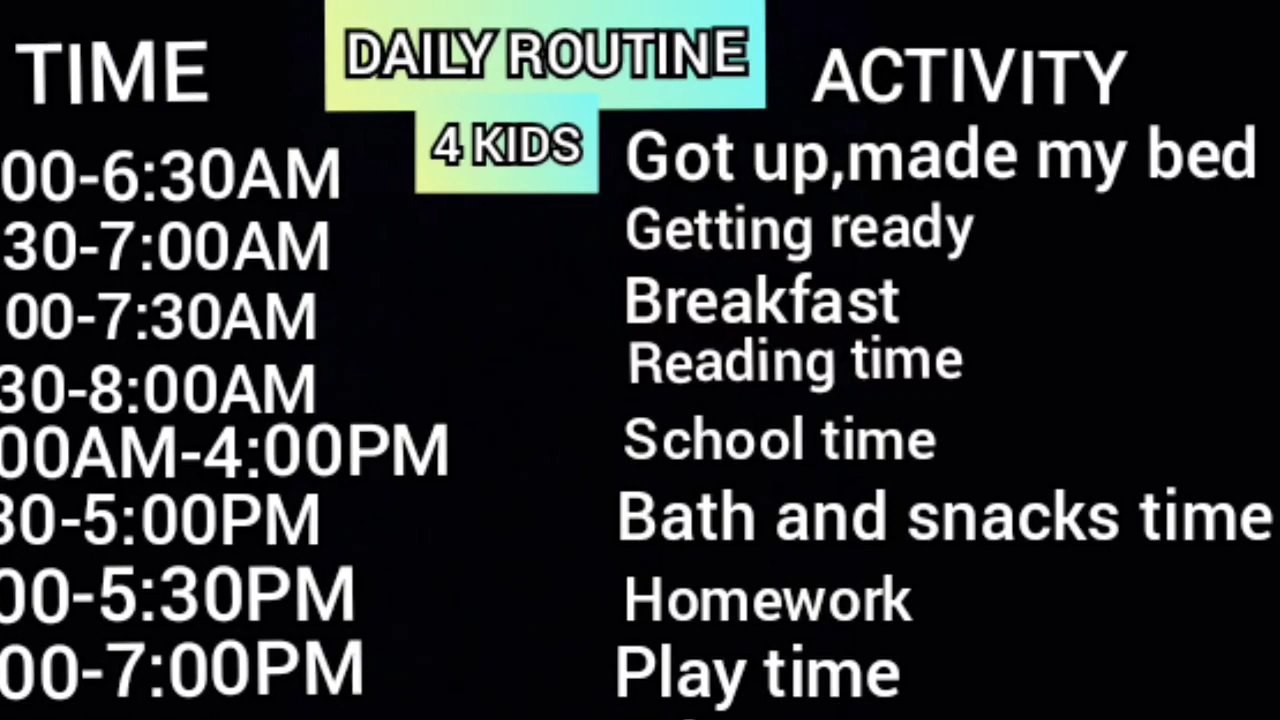 DAILY ROUTINE
TIME ACTIVITY
4 KIDS
00-6:30AM Got up,made my bed
30-7:00AM Getting ready
00-7:30AM Breakfast
30-8:00AM Reading time
00AM-4:00PM School time
30-5:00PM Bath and snacks time
00-5:30PM Homework
00-7:00PM Play time